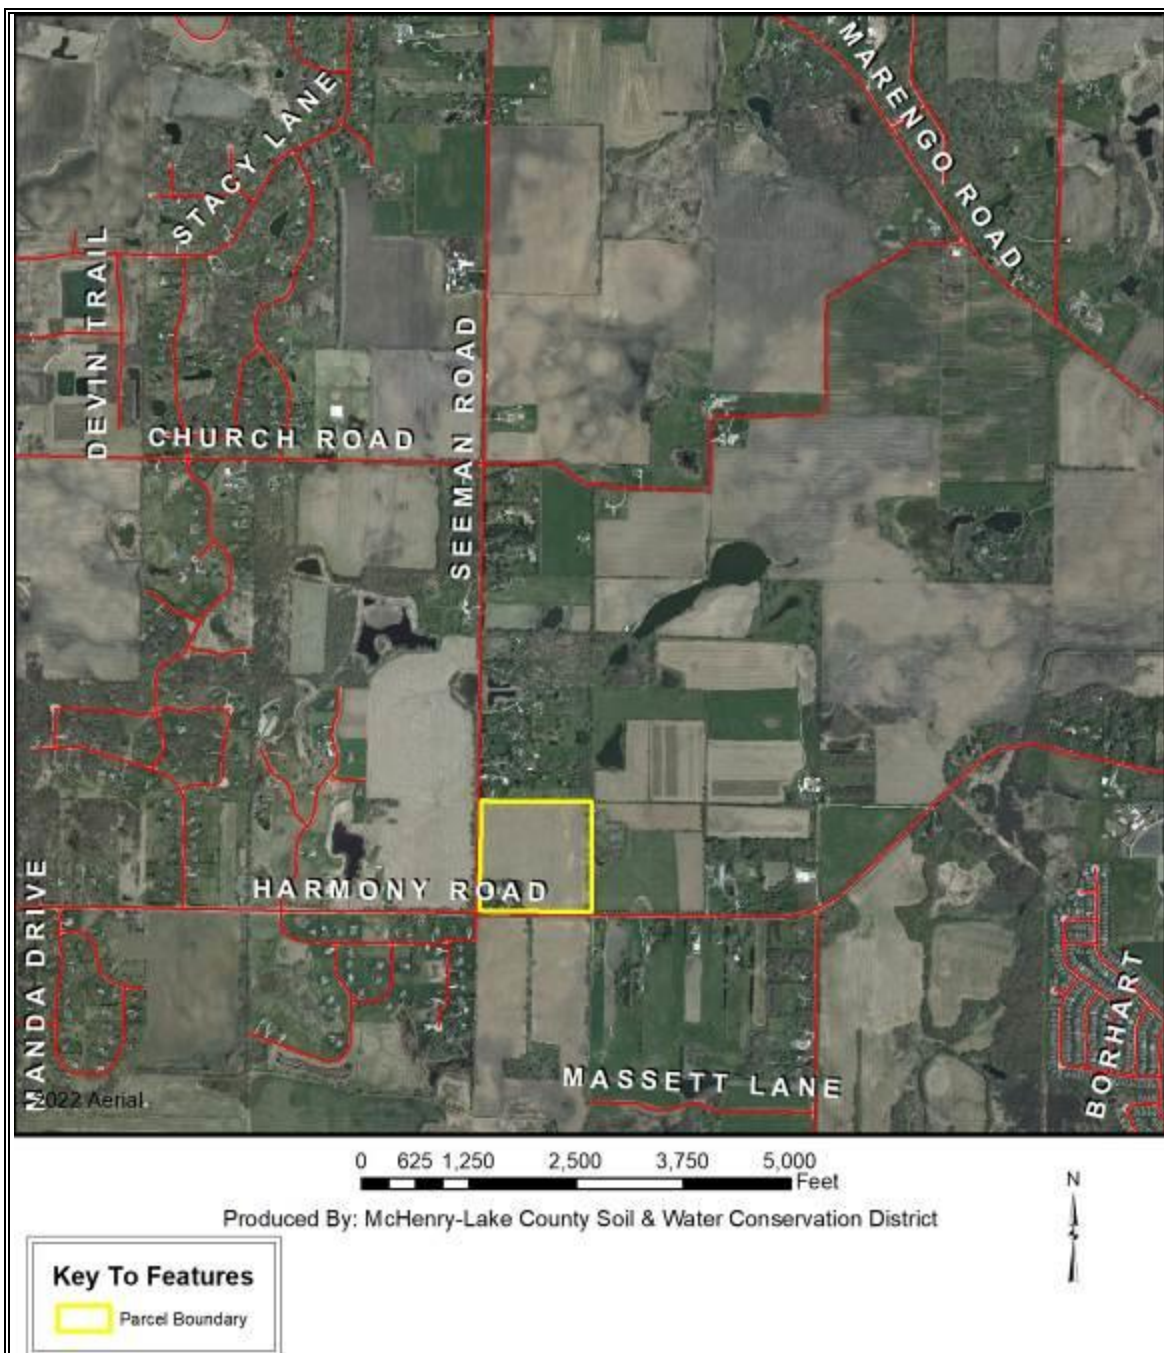 MARENGO ROAD
STACY LANE
DEVIN TRAIL
SEEMAN ROAD
CHURCH ROAD
HARMONY ROAD
MANDA DRIVE
MASSETT LANE
BORHART
2022 Aerial
0 625 1,250 2,500 3,750 5,000
Feet
N
Produced By: McHenry-Lake County Soil & Water Conservation District
Key To Features
Parcel Boundary